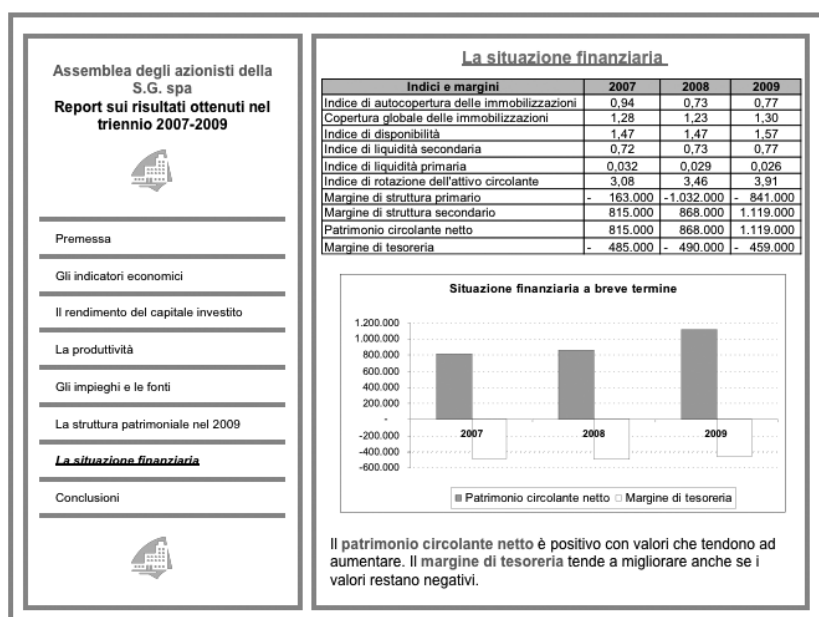 Assemblea degli azionisti della
S.G. spa
Report sui risultati ottenuti nel
triennio 2007-2009
Premessa
Gli indicatori economici
Il rendimento del capitale investito
La produttività
Gli impieghi e le fonti
La struttura patrimoniale nel 2009
La situazione finanziaria
Conclusioni
La situazione finanziaria
Indici e margini 2007 2008 2009
Indice di autocopertura delle immobilizzazioni 0,94 0,73 0,77
Copertura globale delle immobilizzazioni 1,28 1,23 1,30
Indice di disponibilità 1,47 1,47 1,57
Indice di liquidità secondaria 0,72 0,73 0,77
Indice di liquidità primaria 0,032 0,029 0,026
Indice di rotazione dell'attivo circolante 3,08 3,46 3,91
Margine di struttura primario - 163.000 -1.032.000 - 841.000
Margine di struttura secondario 815.000 868.000 1.119.000
Patrimonio circolante netto 815.000 868.000 1.119.000
Margine di tesoreria - 485.000 - 490.000 - 459.000
Situazione finanziaria a breve termine
1.200.000
1.000.000
800.000
600.000
400.000
200.000
-
-200.000
-400.000
-600.000
2007 2008 2009
Patrimonio circolante netto Margine di tesoreria
Il patrimonio circolante netto è positivo con valori che tendono ad
aumentare. Il margine di tesoreria tende a migliorare anche se i
valori restano negativi.